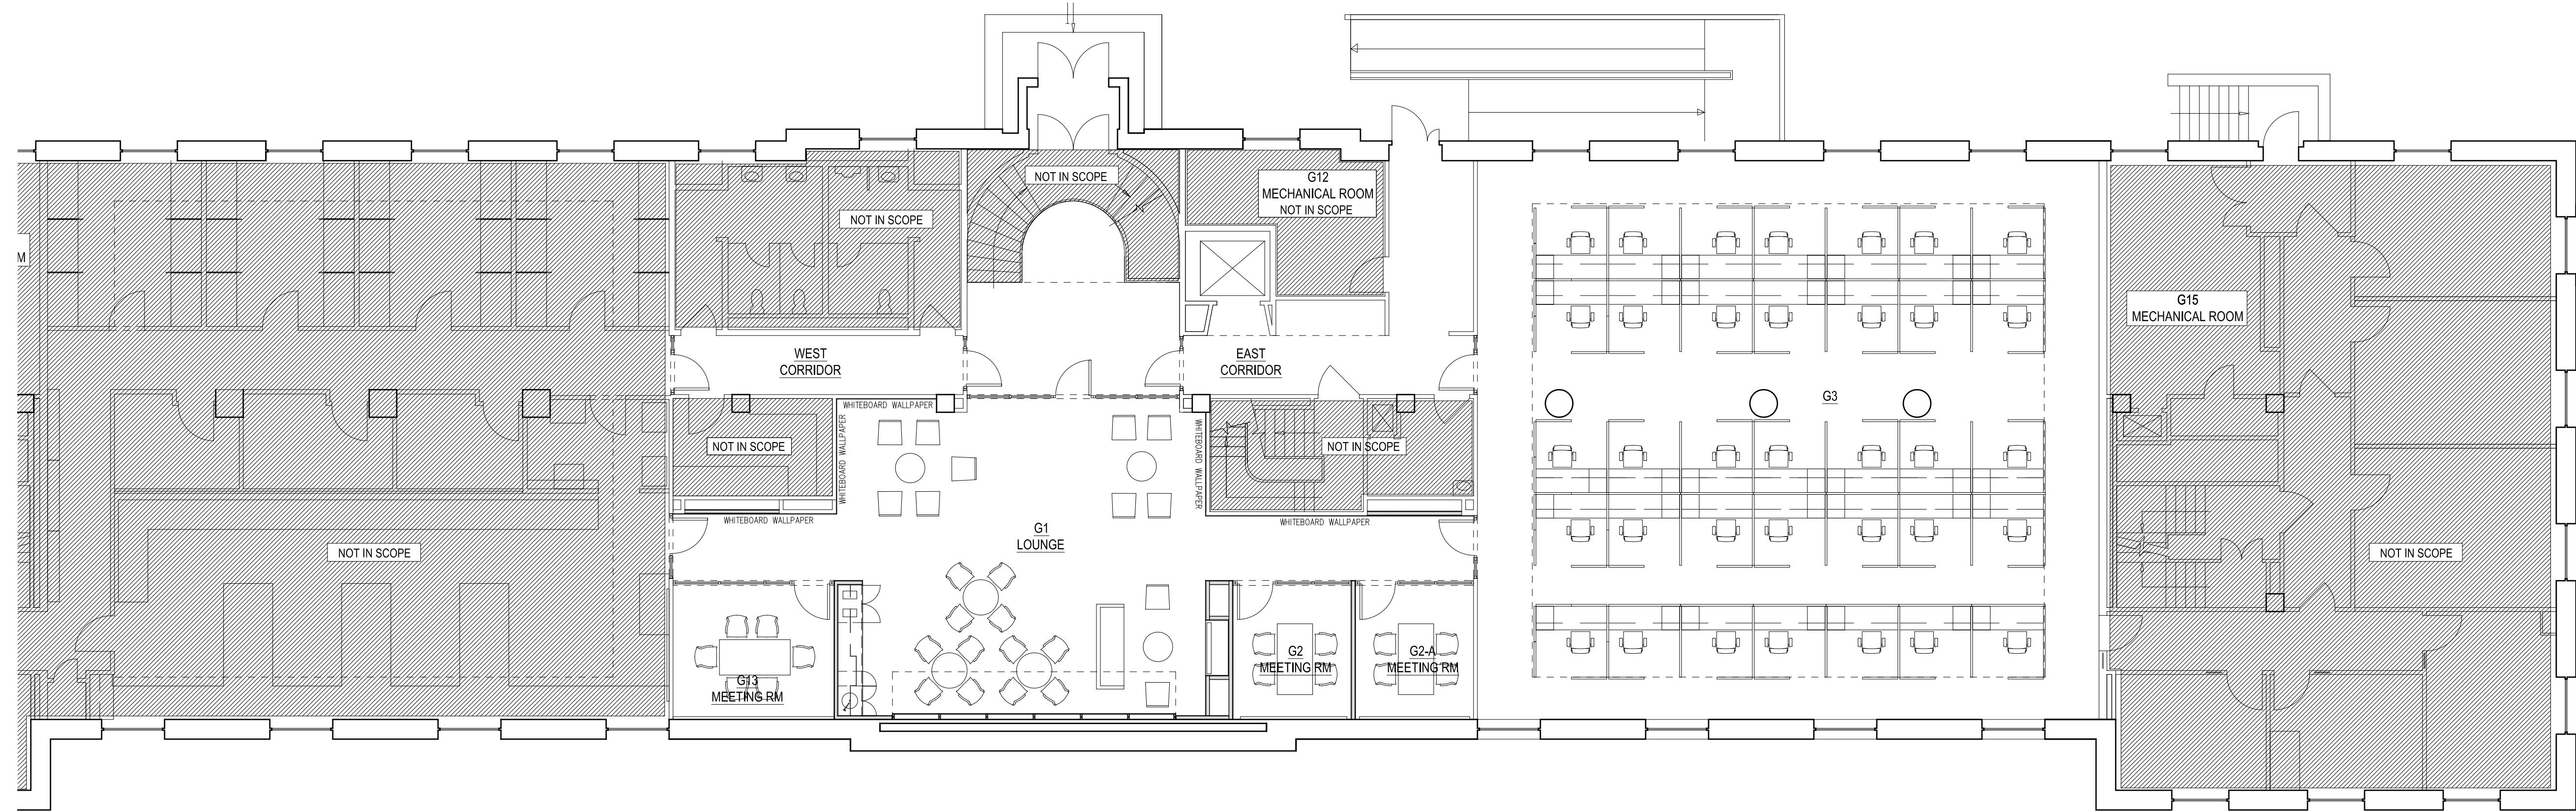 NOT IN SCOPE
G12
MECHANICAL ROOM
NOT IN SCOPE
NOT IN SCOPE
M
G15
MECHANICAL ROOM
WEST
CORRIDOR
EAST
CORRIDOR
G3
WHITEBOARD WALLPAPER
WHITEBOARD WALLPAPER
WHITEBOARD WALLPAPER
NOT IN SCOPE
NOT IN SCOPE
WHITEBOARD WALLPAPER
WHITEBOARD WALLPAPER
G1
LOUNGE
NOT IN SCOPE
NOT IN SCOPE
G2
MEETING RM
G2-A
MEETING RM
G13
MEETING RM